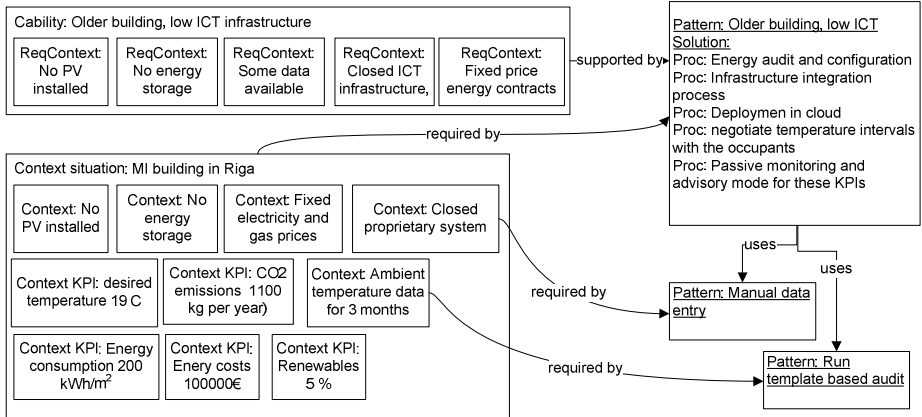 Cability: Older building, low ICT infrastructure
ReqContext:
No PV
installed
ReqContext:
No energy
storage
ReqContext:
Some data
available
ReqContext:
Closed ICT
infrastructure,
ReqContext:
Fixed price
energy contracts
supported by
Pattern: Older building, low ICT
Solution:
Proc: Energy audit and configuration
Proc: Infrastructure integration
process
Proc: Deploymen in cloud
Proc: negotiate temperature intervals
with the occupants
Proc: Passive monitoring and
advisory mode for these KPIs
required by
Context situation: MI building in Riga
Context: No
PV installed
Context: No
energy
storage
Context: Fixed
electricity and
gas prices
Context: Closed
proprietary system
Context KPI: desired
temperature 19 C
Context KPI: CO2
emissions 1100
kg per year)
Context: Ambient
temperature data
for 3 months
Context KPI: Energy
consumption 200
kWh/m²
Context KPI:
Enery costs
100000€
Context KPI:
Renewables
5 %
required by
required by
uses
uses
Pattern: Manual data
entry
Pattern: Run
template based audit